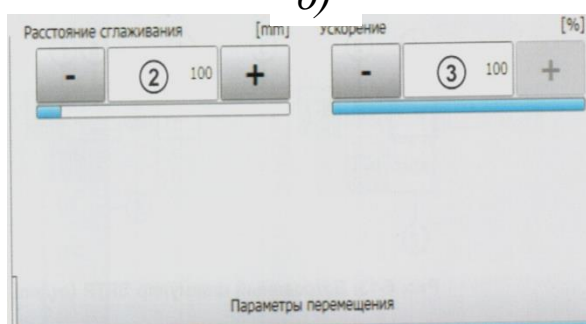 б)
Расстояние сглаживания [mm] Ускорение [%]
- ② 100 + - ③ 100 +
Параметры перемещения